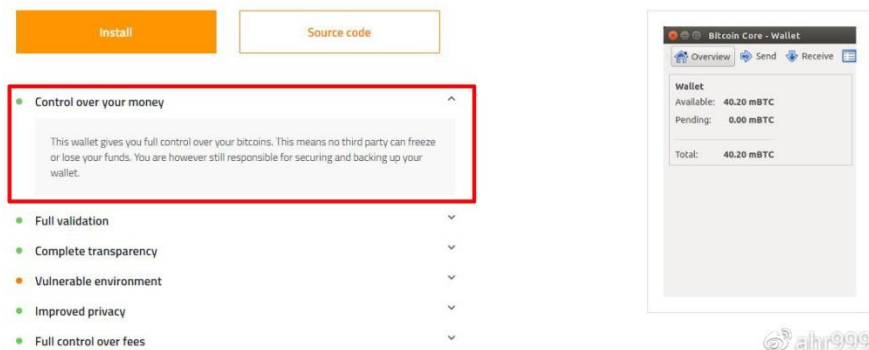 Install
Source code
Control over your money
This wallet gives you full control over your bitcoins. This means no third party can freeze
or lose your funds. You are however still responsible for securing and backing up your
wallet.
Full validation
Complete transparency
Vulnerable environment
Improved privacy
Full control over fees
Bitcoin Core - Wallet
Overview Send Receive
Wallet
Available: 40.20 mBTC
Pending: 0.00 mBTC
Total: 40.20 mBTC
ahr999